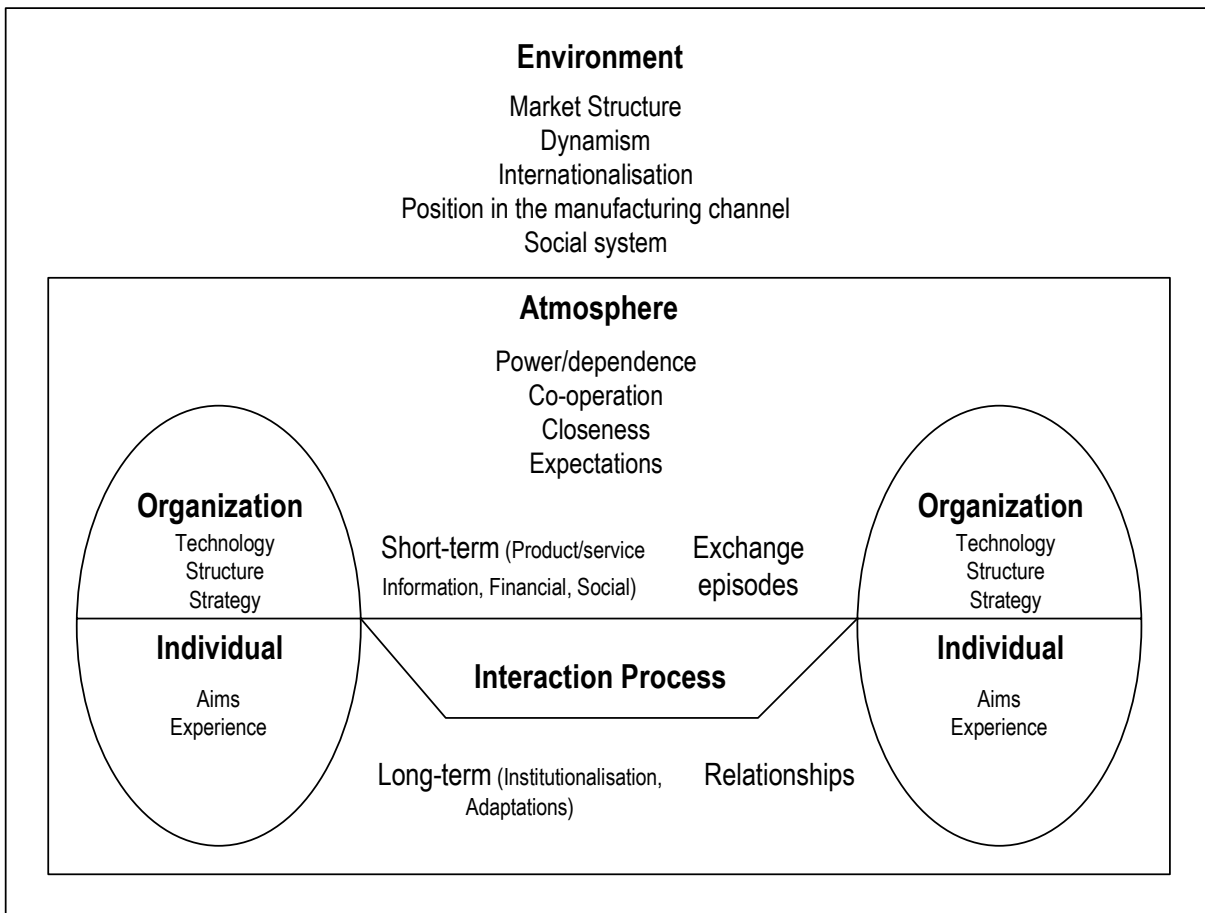 Environment
Market Structure
Dynamism
Internationalisation
Position in the manufacturing channel
Social system
Atmosphere
Power/dependence
Co-operation
Closeness
Expectations
Organization
Technology
Structure
Strategy
Individual
Aims
Experience
Short-term (Product/service
Information, Financial, Social)
Exchange
episodes
Interaction Process
Long-term (Institutionalisation,
Adaptations)
Relationships
Organization
Technology
Structure
Strategy
Individual
Aims
Experience